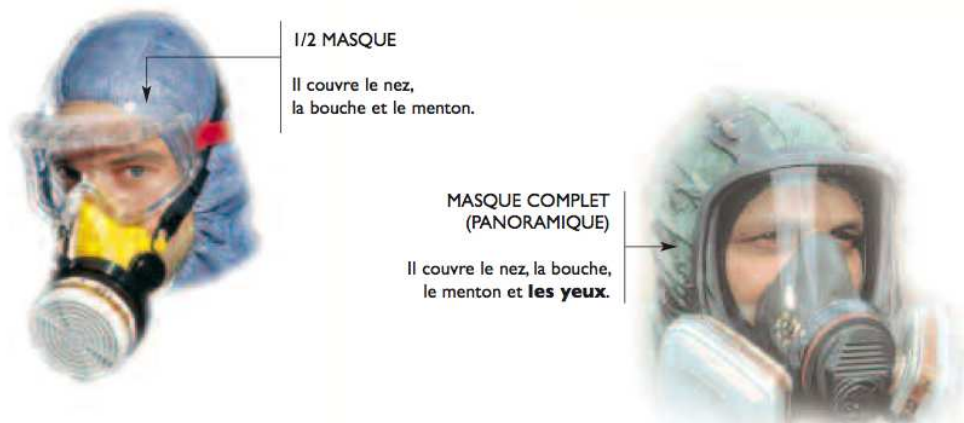 1/2 MASQUE
Il couvre le nez,
la bouche et le menton.
MASQUE COMPLET
(PANORAMIQUE)
Il couvre le nez, la bouche,
le menton et les yeux.